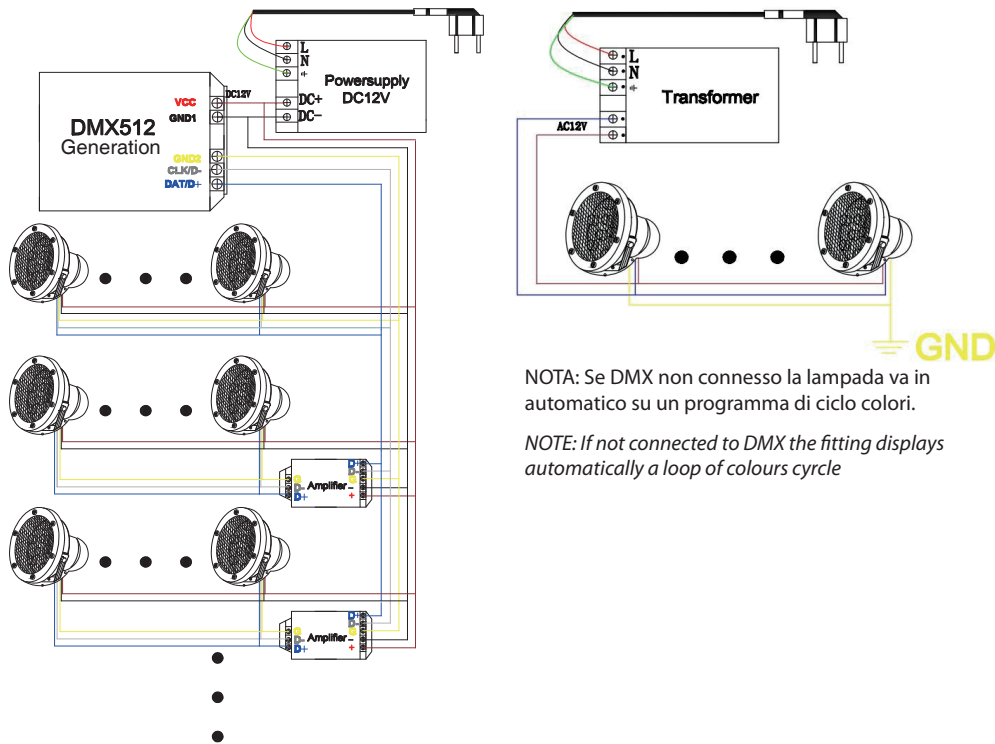 L
N
Powersupply
DC12V
DC+
DC-
DC12V
VCC
GND1
DMX512
Generation
GND2
CLK/D-
DAT/D+
D+
D-
G
-
+
Amplifier
G
D-
D+
D+
D-
G
-
+
Amplifier
G
D-
D+
L
N
Transformer
AC12V
GND
NOTA: Se DMX non connesso la lampada va in
automatico su un programma di ciclo colori.
NOTE: If not connected to DMX the fitting displays
automatically a loop of colours cyrcle